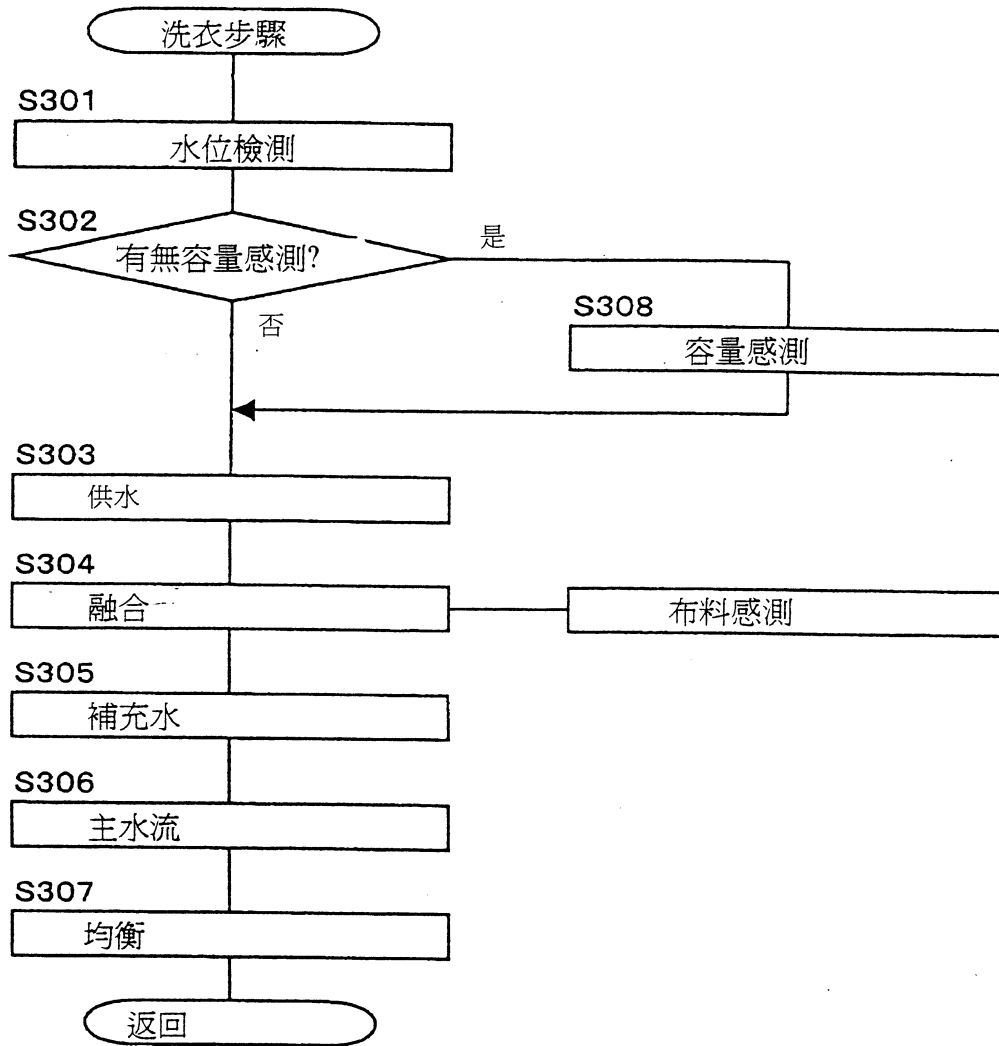 洗衣步驟
S301
水位檢測
S302
有無容量感測?
是
否
S308
容量感測
S303
供水
S304
融合
布料感測
S305
補充水
S306
主水流
S307
均衡
返回